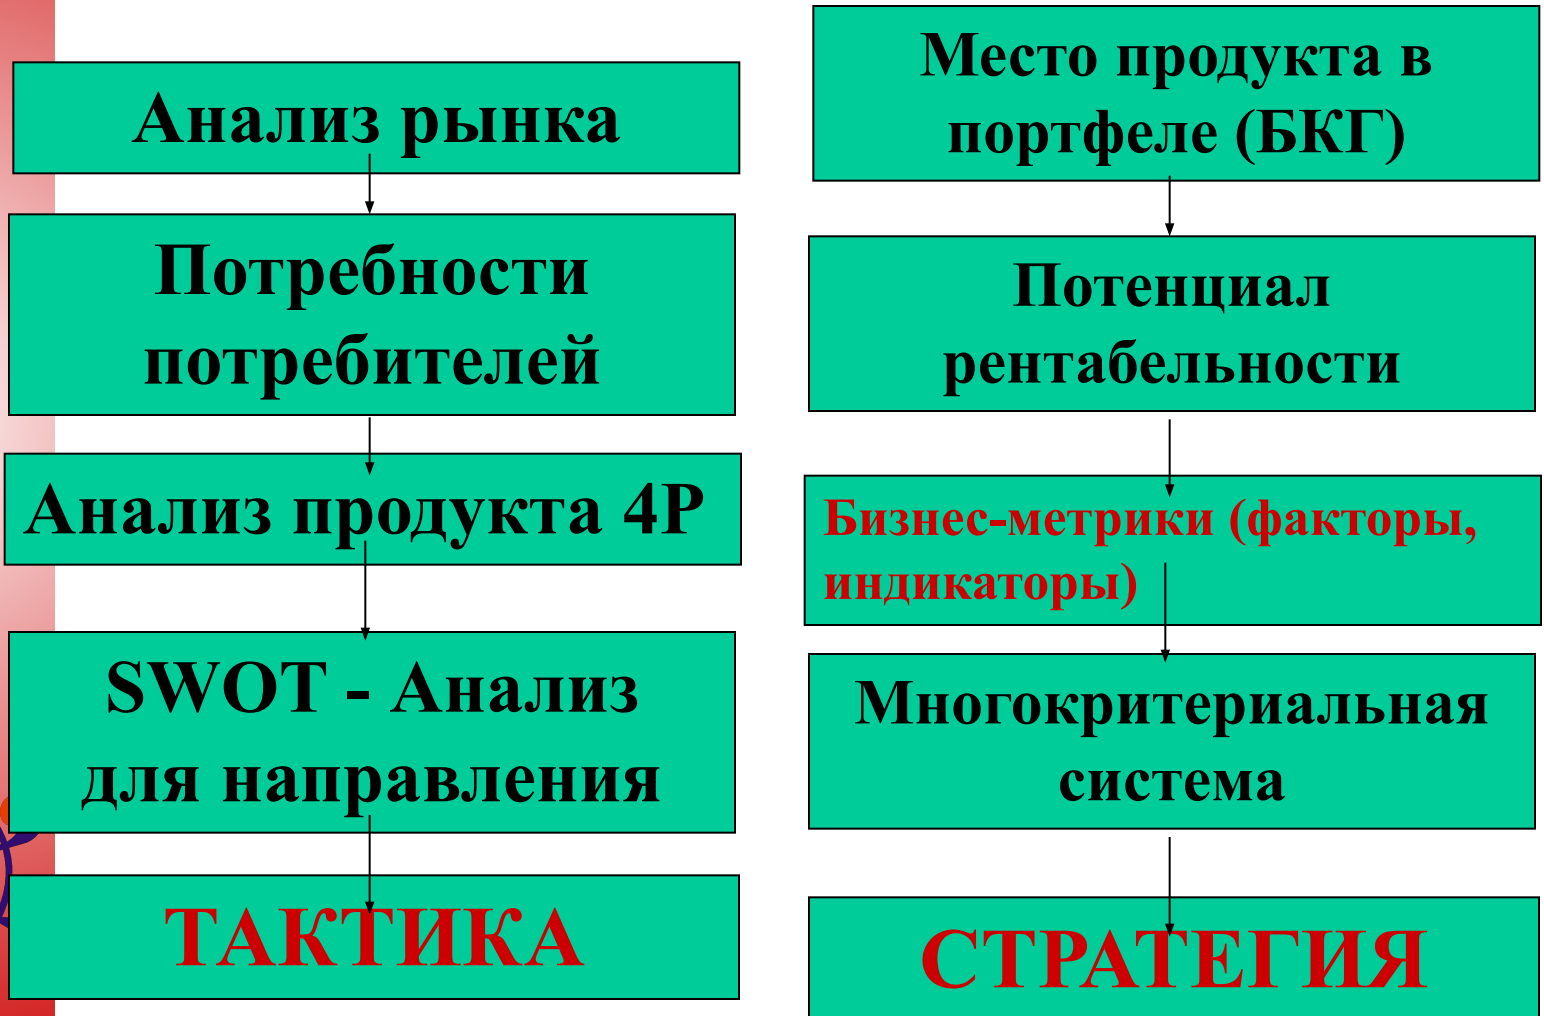 Анализ рынка
Потребности
потребителей
Анализ продукта 4Р
SWOT - Анализ
для направления
ТАКТИКА
Место продукта в
портфеле (БКГ)
Потенциал
рентабельности
Бизнес-метрики (факторы,
индикаторы)
Многокритериальная
система
СТРАТЕГИЯ